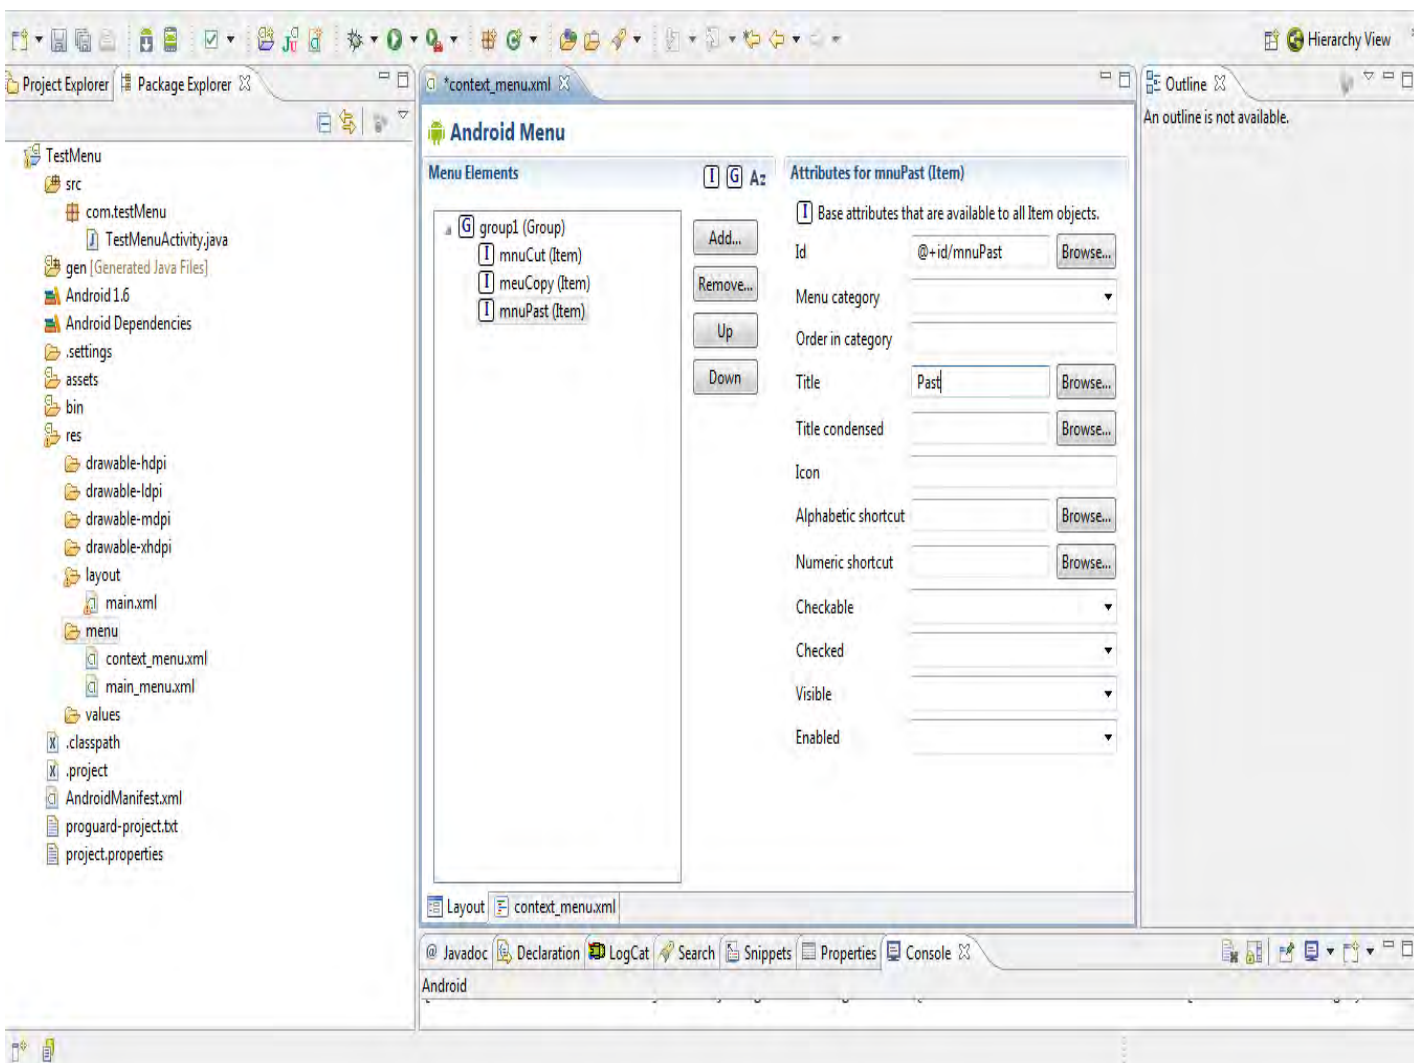 Hierarchy View
Project Explorer
Package Explorer
TestMenu
src
com.testMenu
TestMenuActivity.java
gen [Generated Java Files]
Android 1.6
Android Dependencies
.settings
assets
bin
res
drawable-hdpi
drawable-ldpi
drawable-mdpi
drawable-xhdpi
layout
main.xml
menu
context_menu.xml
main_menu.xml
values
.classpath
.project
AndroidManifest.xml
proguard-project.txt
project.properties
*context_menu.xml
Android Menu
Menu Elements
I G Az
G group1 (Group)
I mnuCut (Item)
I meuCopy (Item)
I mnuPast (Item)
Add...
Remove...
Up
Down
Attributes for mnuPast (Item)
I Base attributes that are available to all Item objects.
Id @+id/mnuPast Browse...
Menu category
Order in category
Title Past Browse...
Title condensed Browse...
Icon
Alphabetic shortcut Browse...
Numeric shortcut Browse...
Checkable
Checked
Visible
Enabled
Layout context_menu.xml
Outline
An outline is not available.
@ Javadoc Declaration LogCat Search Snippets Properties Console
Android